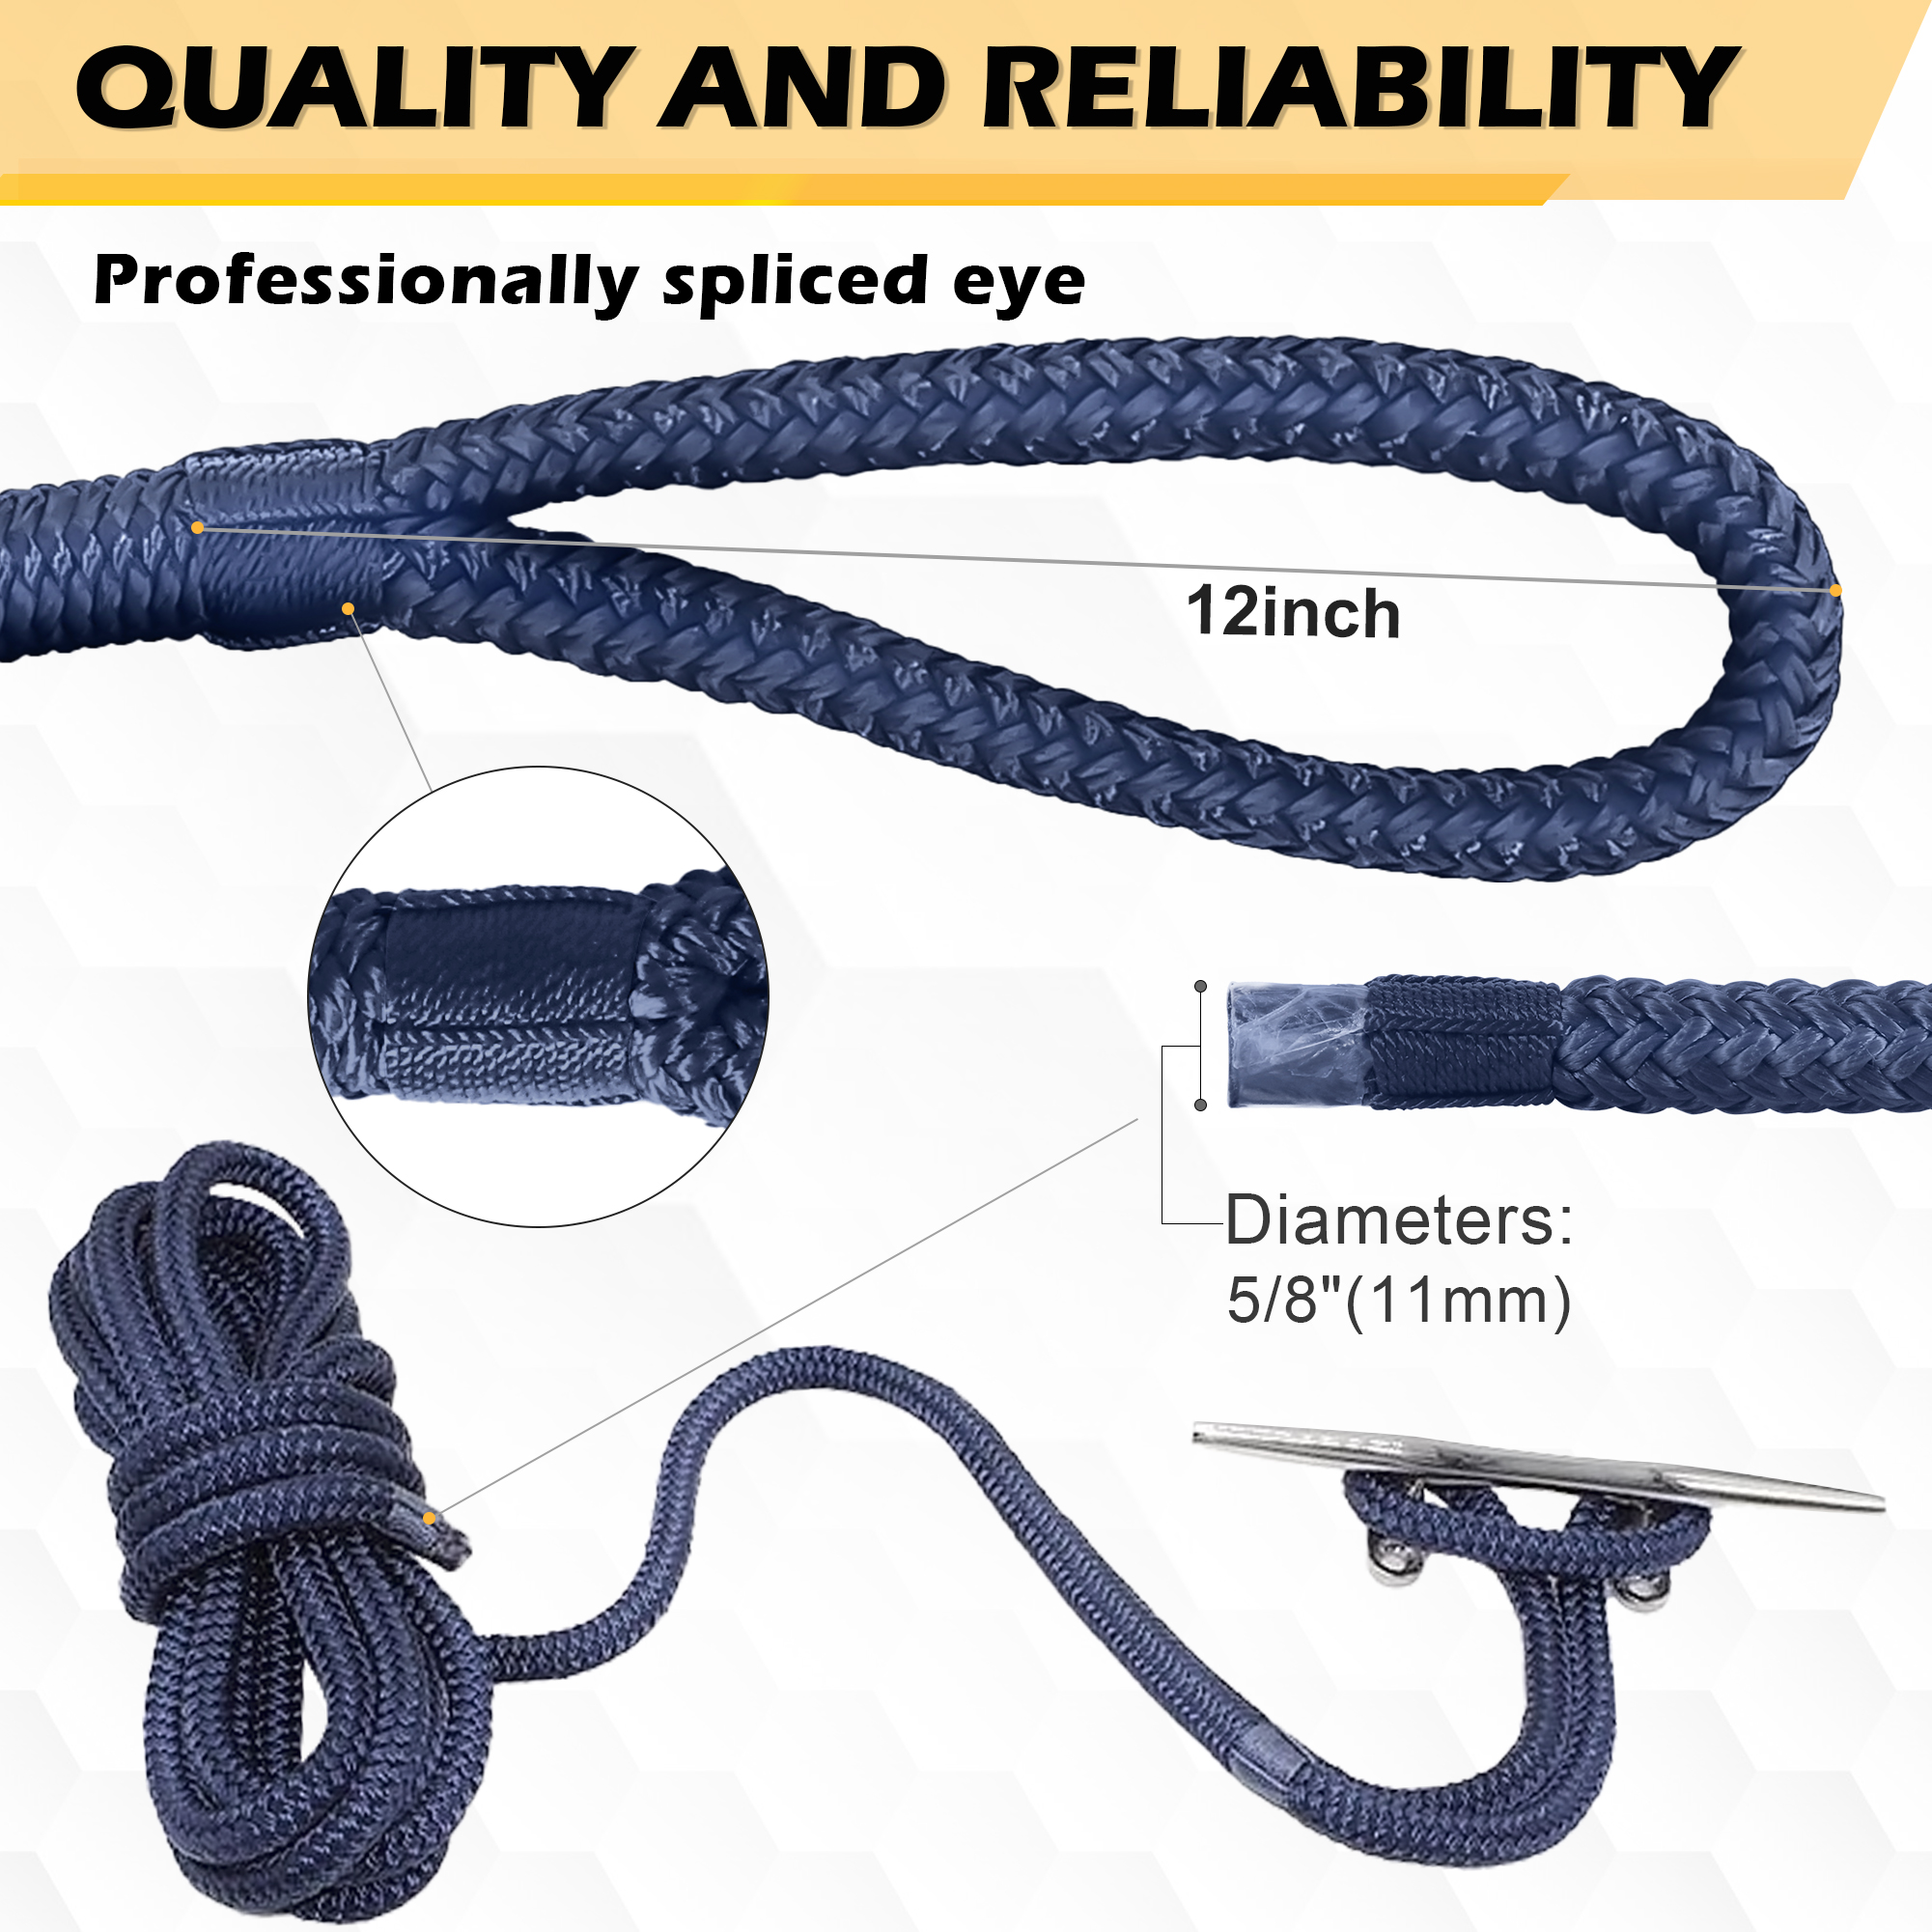 QUALITY AND RELIABILITY
Professionally spliced eye
12inch
Diameters:
5/8"(11mm)